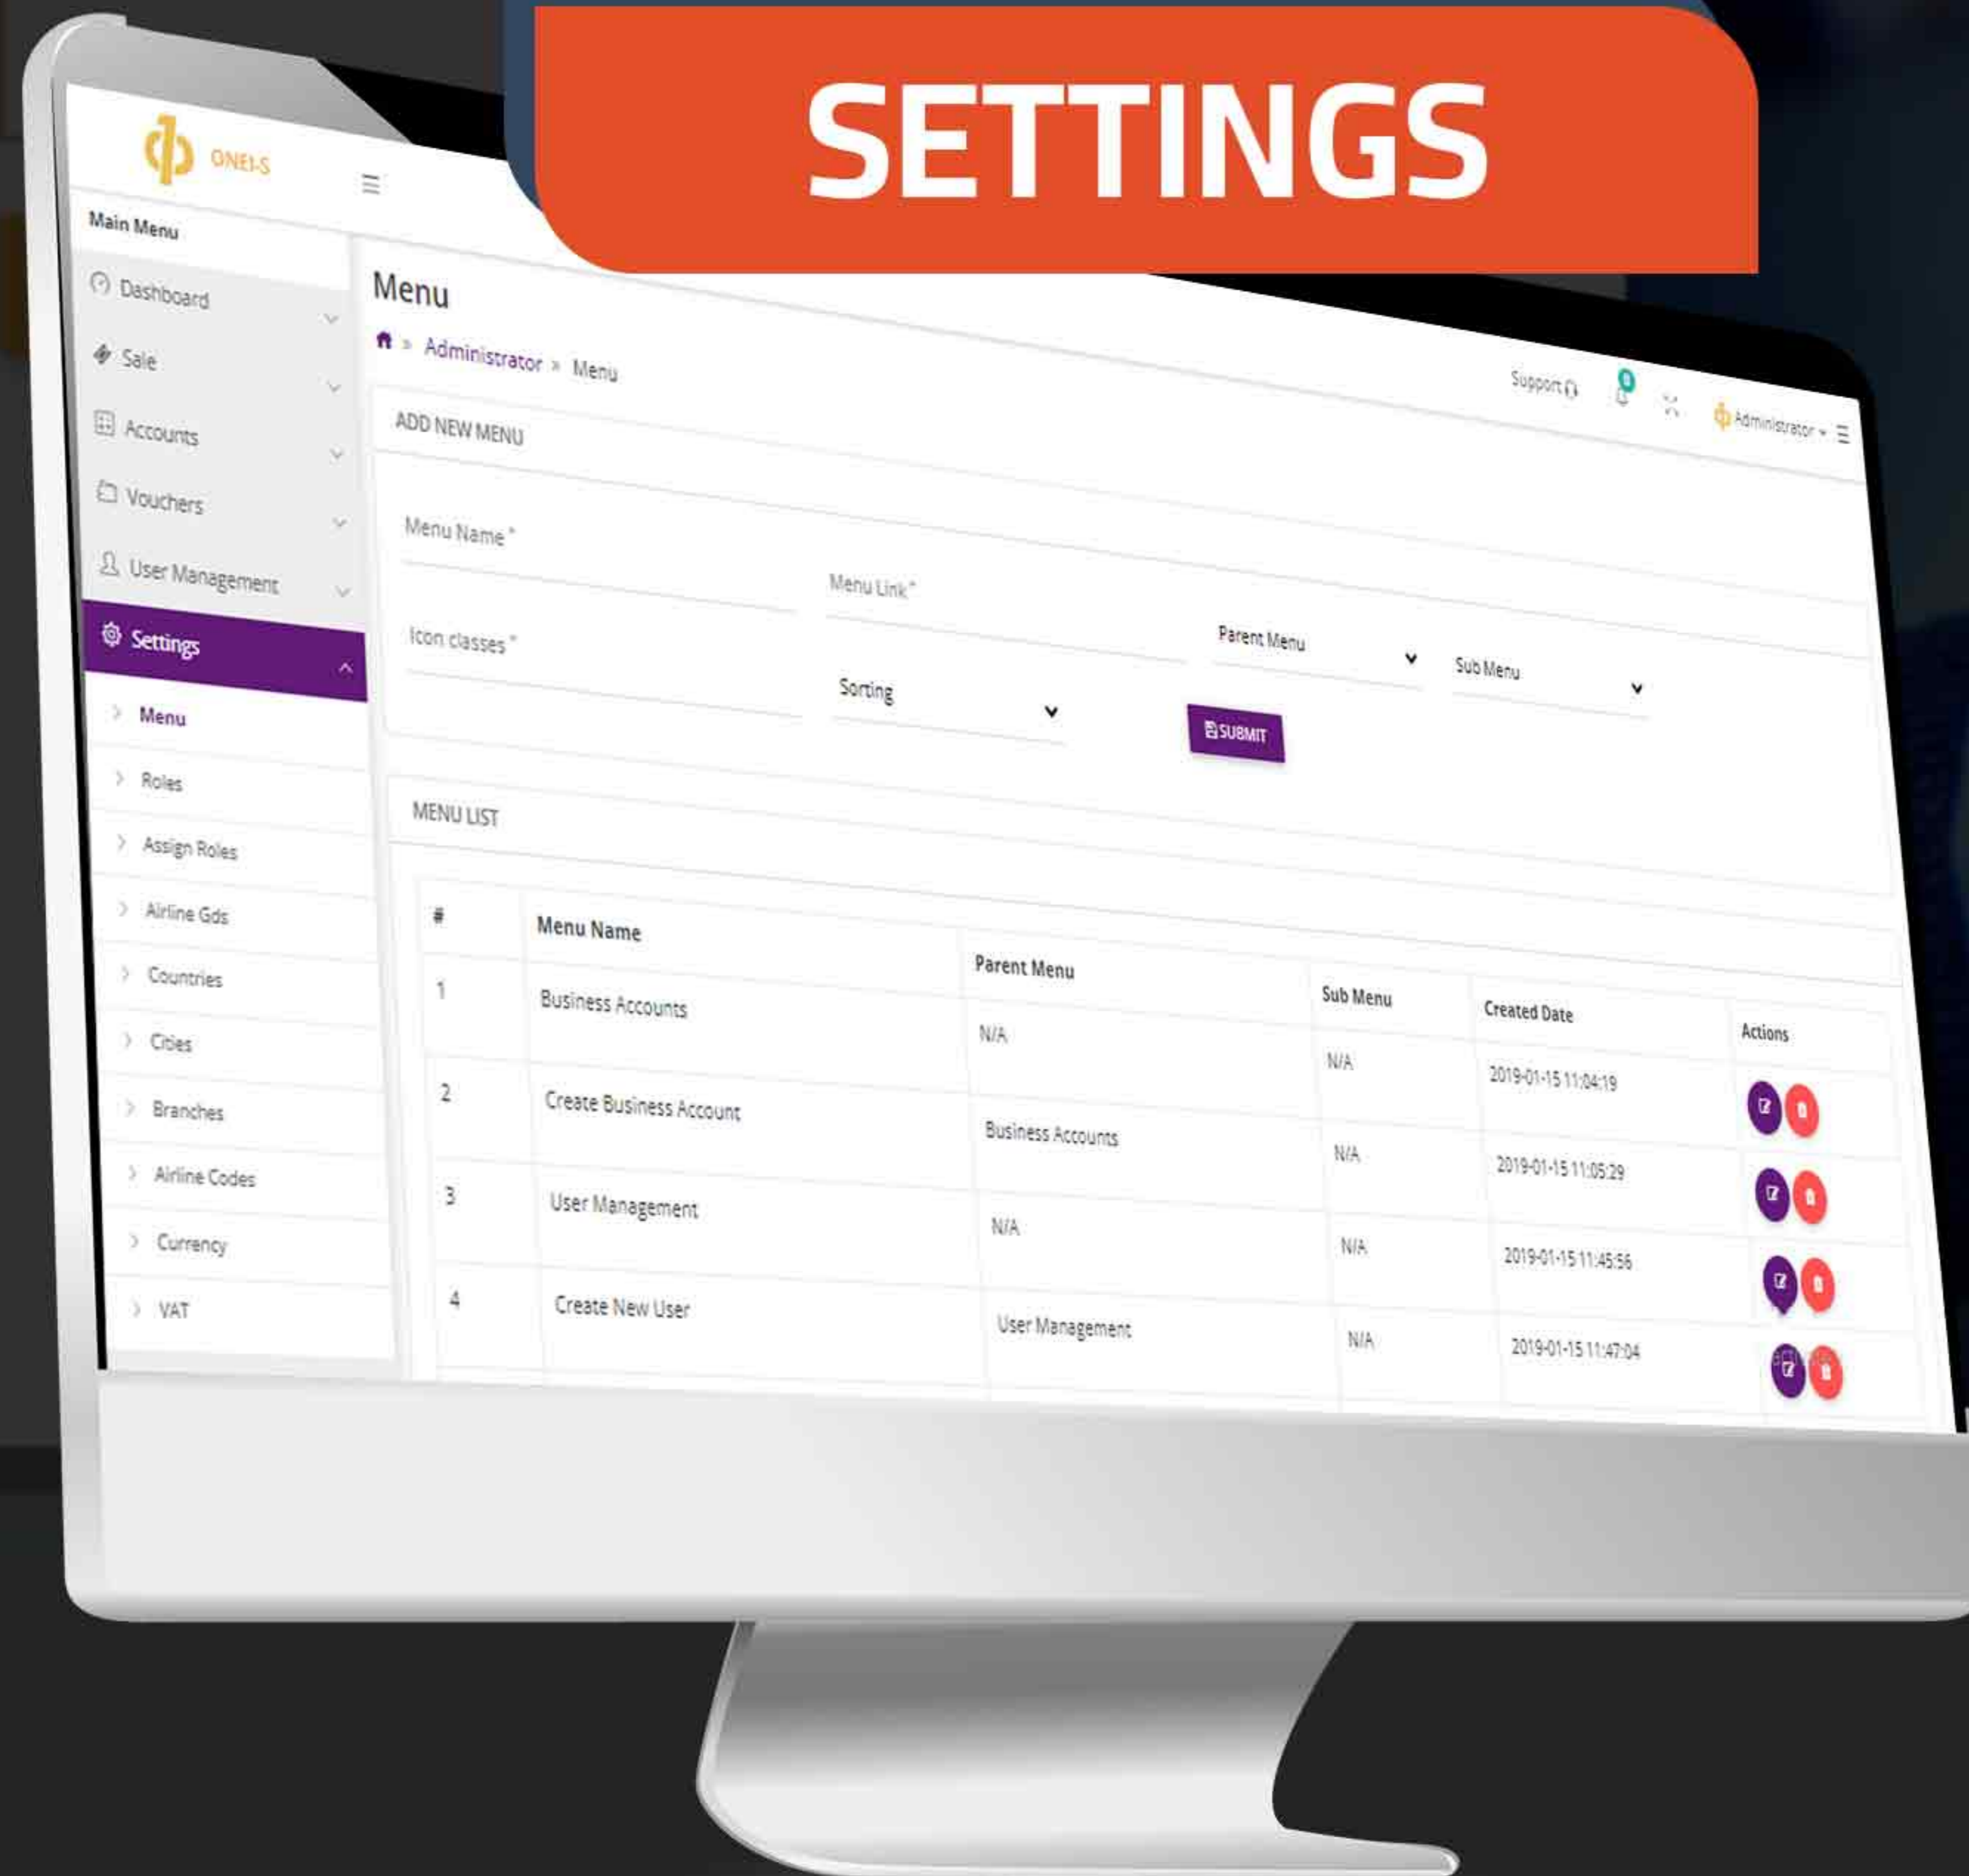 SETTINGS
ONEI-S
Support
Administrator
Main Menu
Dashboard
Sale
Accounts
Vouchers
User Management
Settings
Menu
Roles
Assign Roles
Airline Gds
Countries
Cities
Branches
Airline Codes
Currency
VAT
Menu
» Administrator » Menu
ADD NEW MENU
Menu Name *
Menu Link *
Parent Menu
Sub Menu
Icon classes *
Sorting
SUBMIT
MENU LIST
# Menu Name Parent Menu Sub Menu Created Date Actions
1 Business Accounts N/A N/A 2019-01-15 11:04:19
2 Create Business Account Business Accounts N/A 2019-01-15 11:05:29
3 User Management N/A N/A 2019-01-15 11:45:56
4 Create New User User Management N/A 2019-01-15 11:47:04